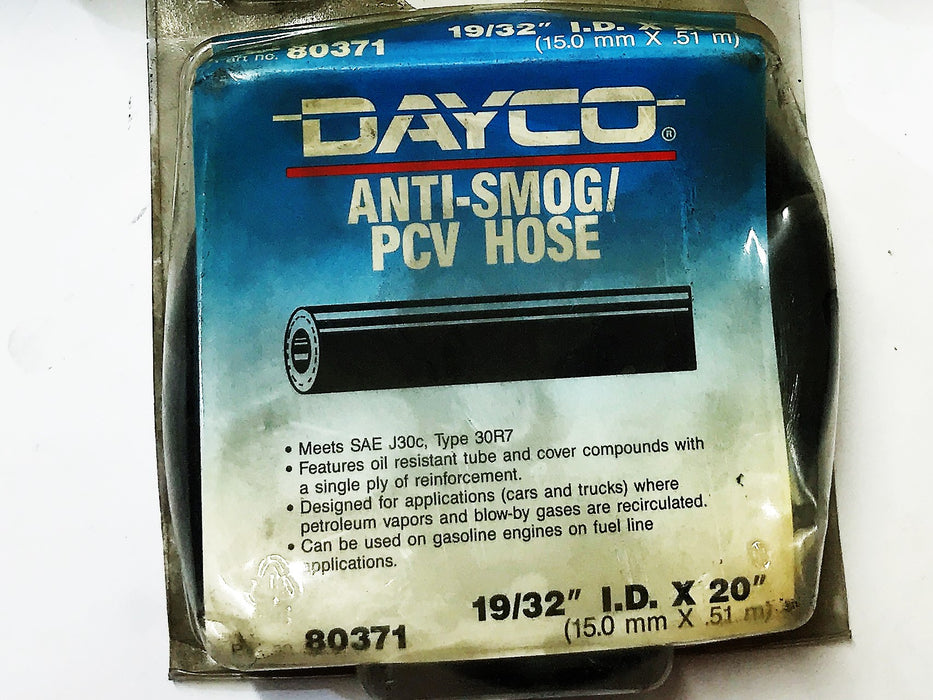 Part no. 80371
19/32" I.D. X 20"
(15.0 mm X .51 m)
DAYCO®
ANTI-SMOG/
PCV HOSE
• Meets SAE J30c, Type 30R7
• Features oil resistant tube and cover compounds with
a single ply of reinforcement.
• Designed for applications (cars and trucks) where
petroleum vapors and blow-by gases are recirculated.
• Can be used on gasoline engines on fuel line
applications.
19/32" I.D. X 20"
(15.0 mm X .51 m)
80371